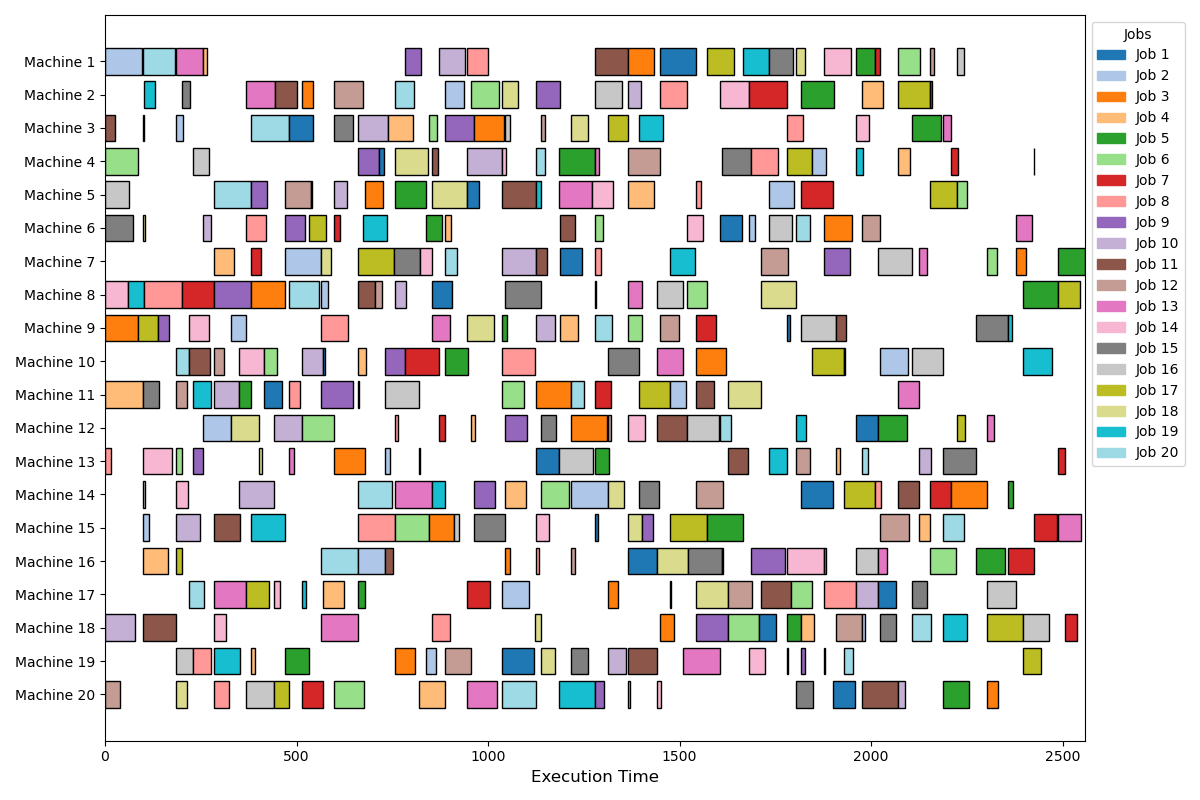 Machine 1
Machine 2
Machine 3
Machine 4
Machine 5
Machine 6
Machine 7
Machine 8
Machine 9
Machine 10
Machine 11
Machine 12
Machine 13
Machine 14
Machine 15
Machine 16
Machine 17
Machine 18
Machine 19
Machine 20
0 500 1000 1500 2000 2500
Execution Time
Jobs
Job 1
Job 2
Job 3
Job 4
Job 5
Job 6
Job 7
Job 8
Job 9
Job 10
Job 11
Job 12
Job 13
Job 14
Job 15
Job 16
Job 17
Job 18
Job 19
Job 20